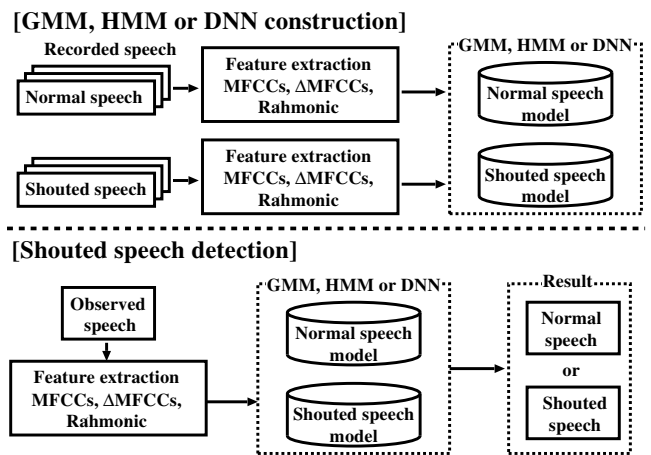 [GMM, HMM or DNN construction]
Recorded speech
Normal speech
Feature extraction
MFCCs, ΔMFCCs,
Rahmonic
GMM, HMM or DNN
Normal speech
model
Shouted speech
Feature extraction
MFCCs, ΔMFCCs,
Rahmonic
Shouted speech
model
[Shouted speech detection]
Observed
speech
Feature extraction
MFCCs, ΔMFCCs,
Rahmonic
GMM, HMM or DNN
Normal speech
model
Shouted speech
model
Result
Normal
speech
or
Shouted
speech